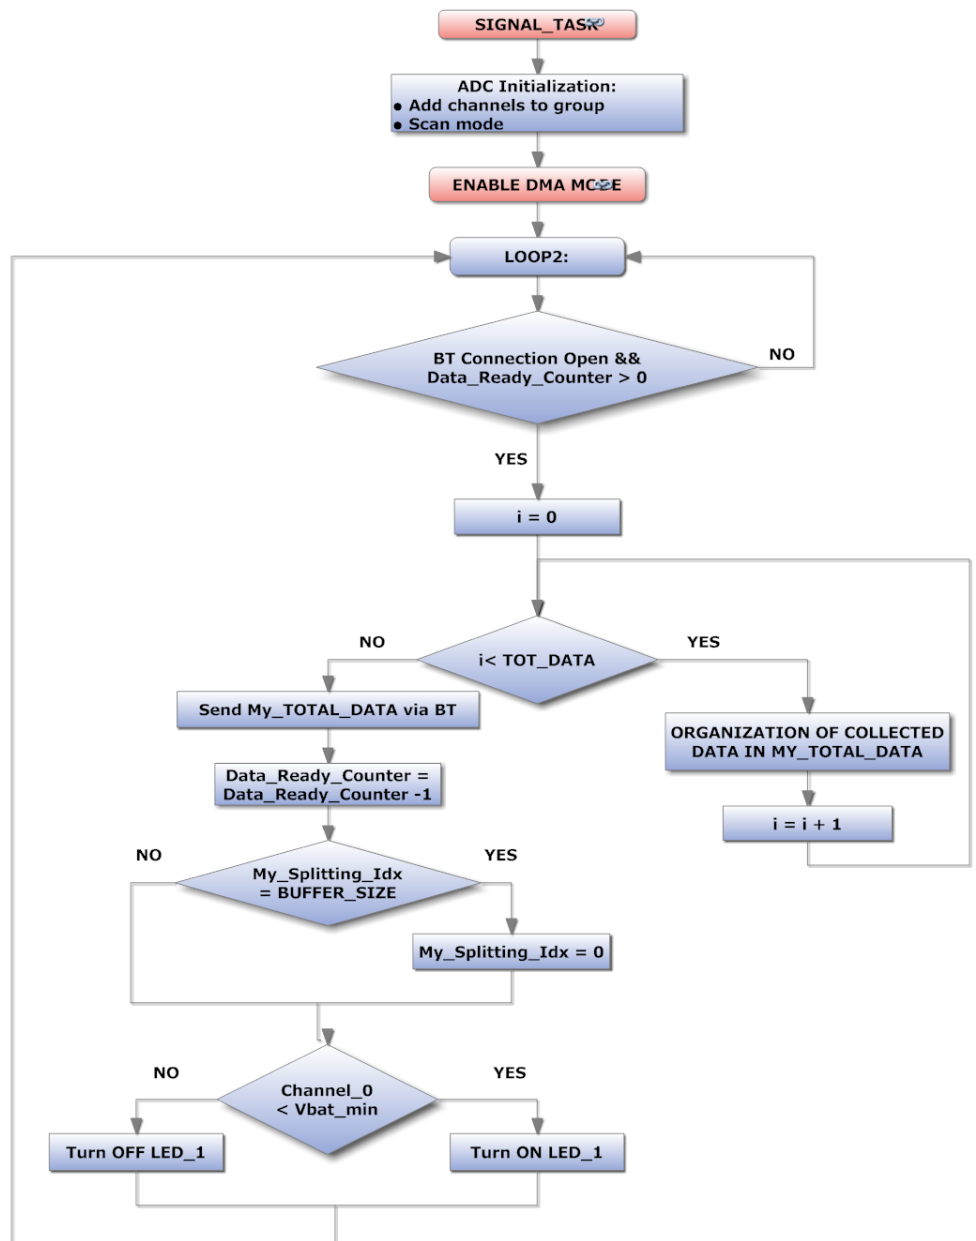 SIGNAL_TASK
ADC Initialization:
• Add channels to group
• Scan mode
ENABLE DMA MODE
LOOP2:
BT Connection Open &&
Data_Ready_Counter > 0
NO
YES
i = 0
NO
YES
i< TOT_DATA
Send My_TOTAL_DATA via BT
ORGANIZATION OF COLLECTED
DATA IN MY_TOTAL_DATA
Data_Ready_Counter =
Data_Ready_Counter -1
i = i + 1
NO
YES
My_Splitting_Idx
= BUFFER_SIZE
My_Splitting_Idx = 0
NO
YES
Channel_0
< Vbat_min
Turn OFF LED_1
Turn ON LED_1